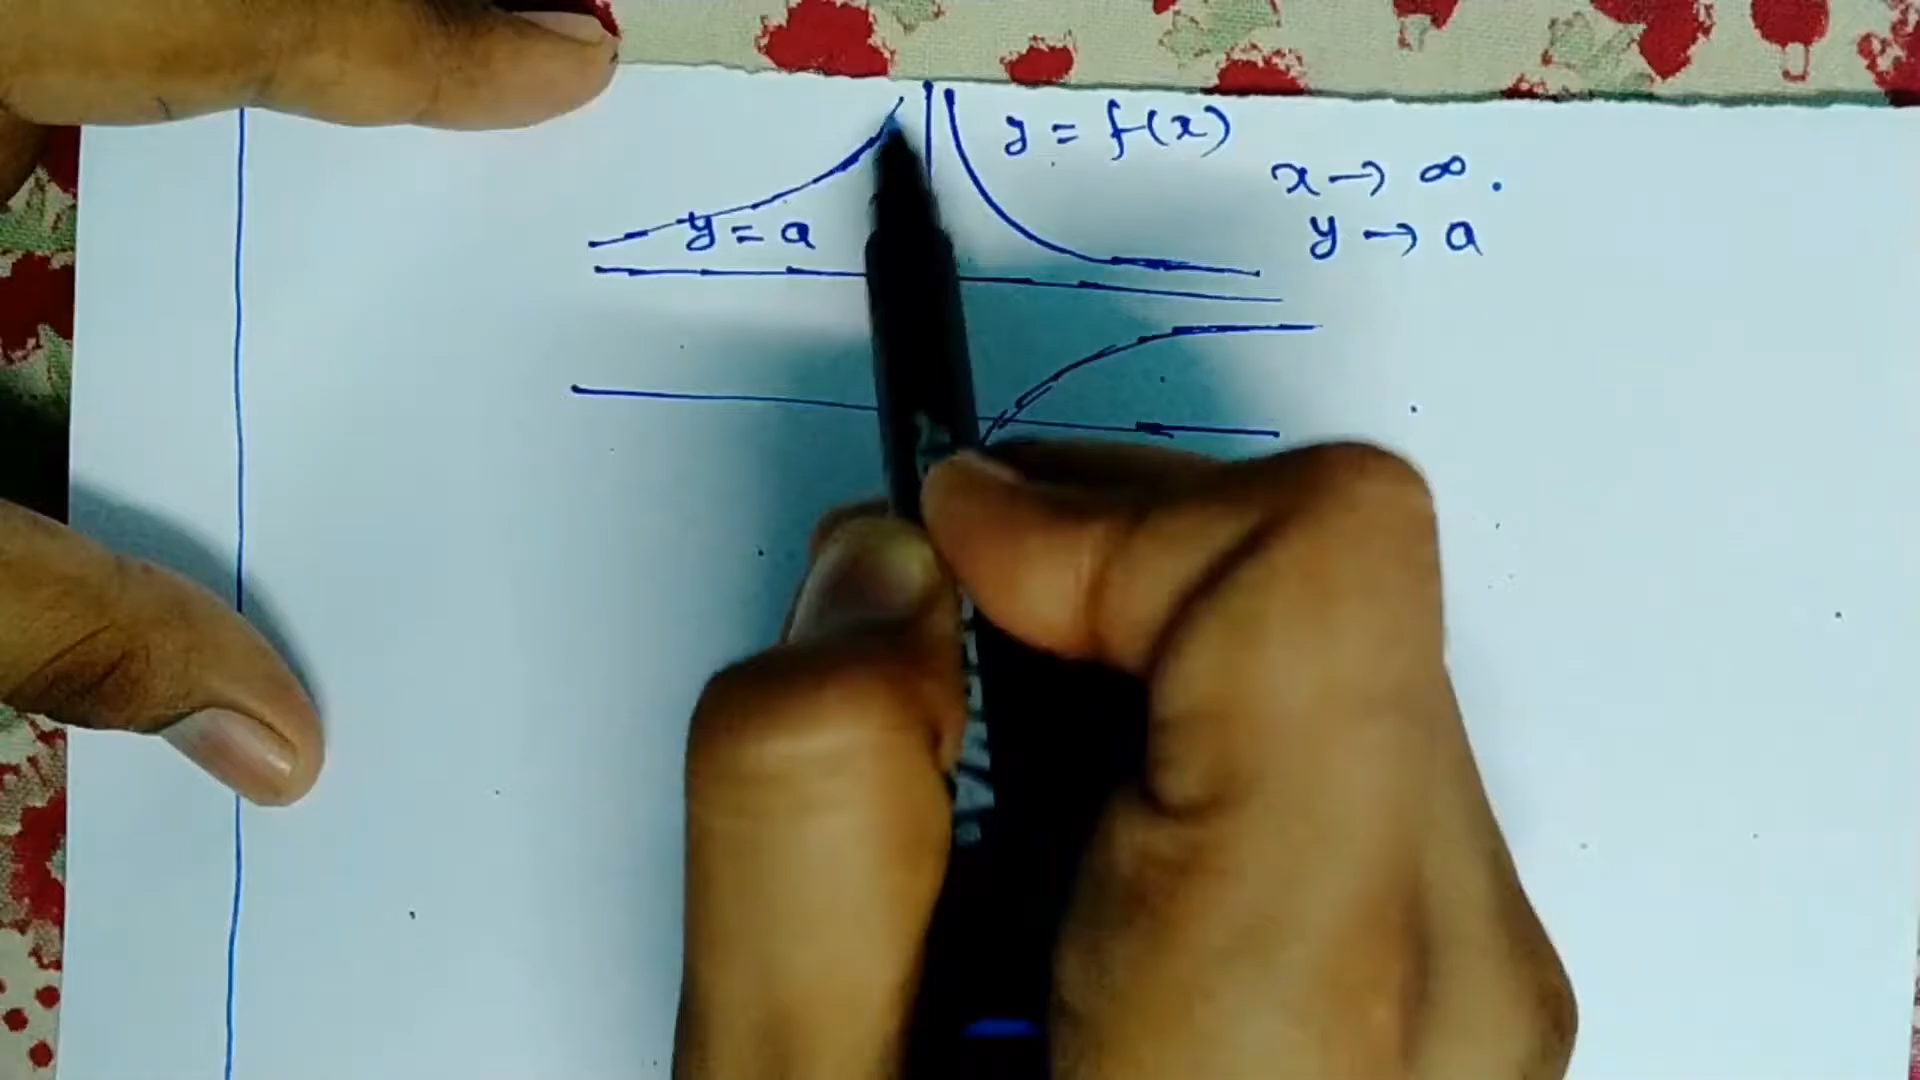 y = f(x)
x → ∞.
y = a
y → a